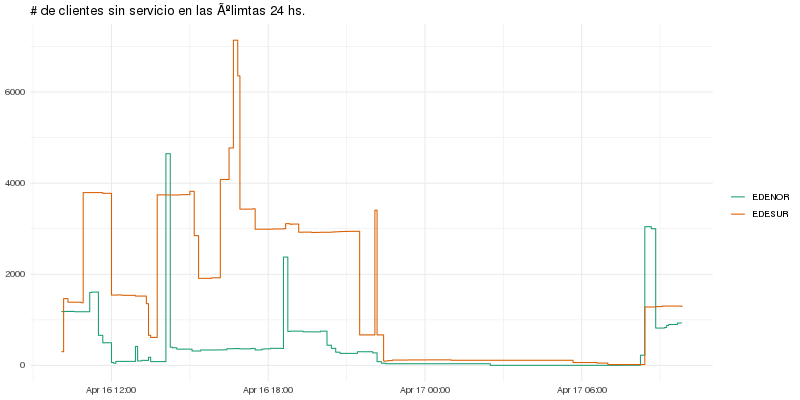 # de clientes sin servicio en las Ãºlimtas 24 hs.
6000
4000
2000
0
Apr 16 12:00
Apr 16 18:00
Apr 17 00:00
Apr 17 06:00
EDENOR
EDESUR